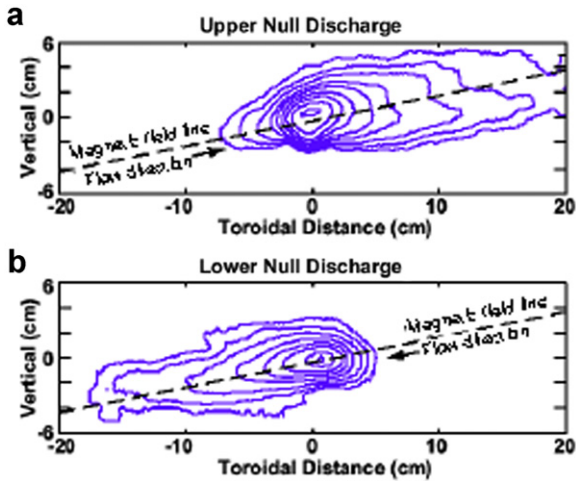 a
Upper Null Discharge
6
0
-6
Vertical (cm)
Magnetic field line
Flow direction
-20 -10 0 10 20
Toroidal Distance (cm)
b
Lower Null Discharge
6
0
-6
Vertical (cm)
Magnetic field line
Flow direction
-20 -10 0 10 20
Toroidal Distance (cm)